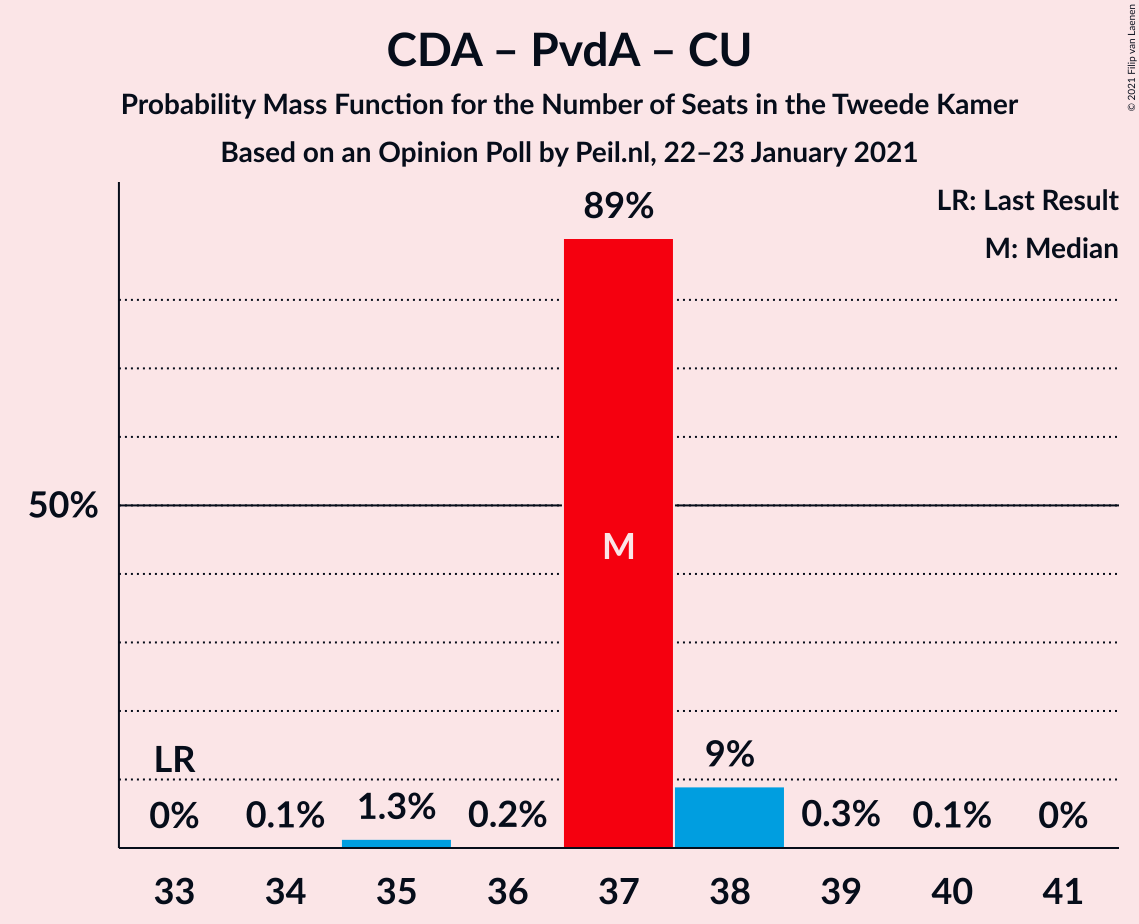 CDA – PvdA – CU
Probability Mass Function for the Number of Seats in the Tweede Kamer
Based on an Opinion Poll by Peil.nl, 22–23 January 2021
© 2021 Filip van Laenen
LR: Last Result
M: Median
89%
50%
M
LR
9%
0% 0.1% 1.3% 0.2% 0.3% 0.1% 0%
33 34 35 36 37 38 39 40 41